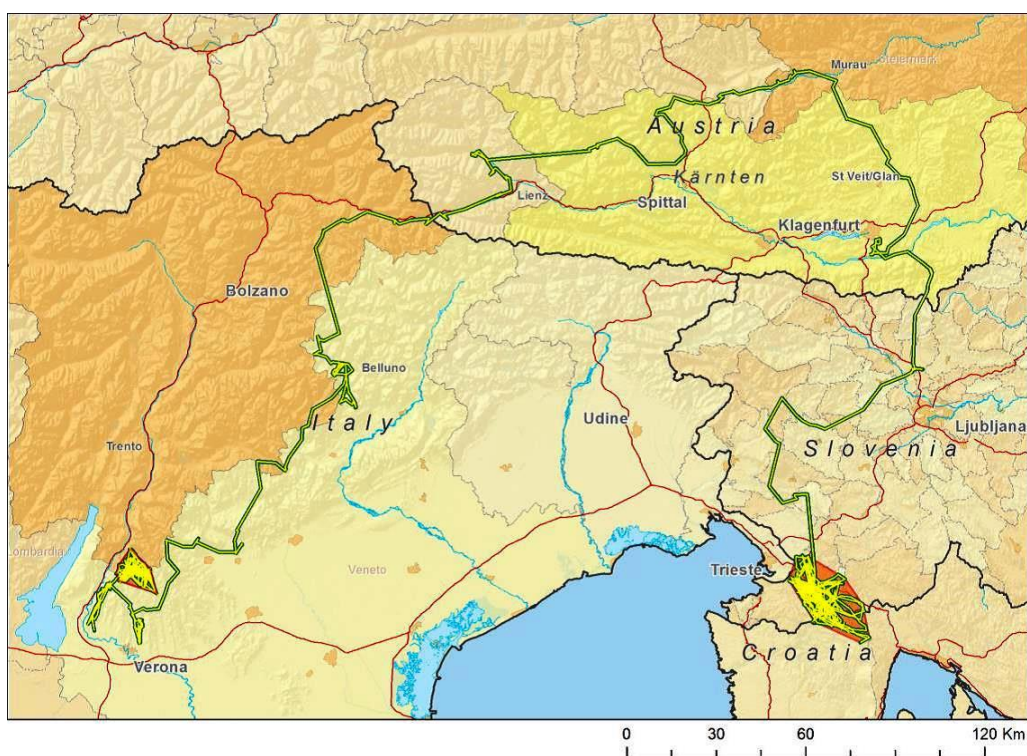 Murau
Steiermark
Austria
Kärnten
St Veit/Glan
Lienz
Spittal
Klagenfurt
Bolzano
Belluno
Italy
Udine
Ljubljana
Slovenia
Trento
Lombardia
Veneto
Trieste
Verona
Croatia
0 30 60 120 Km